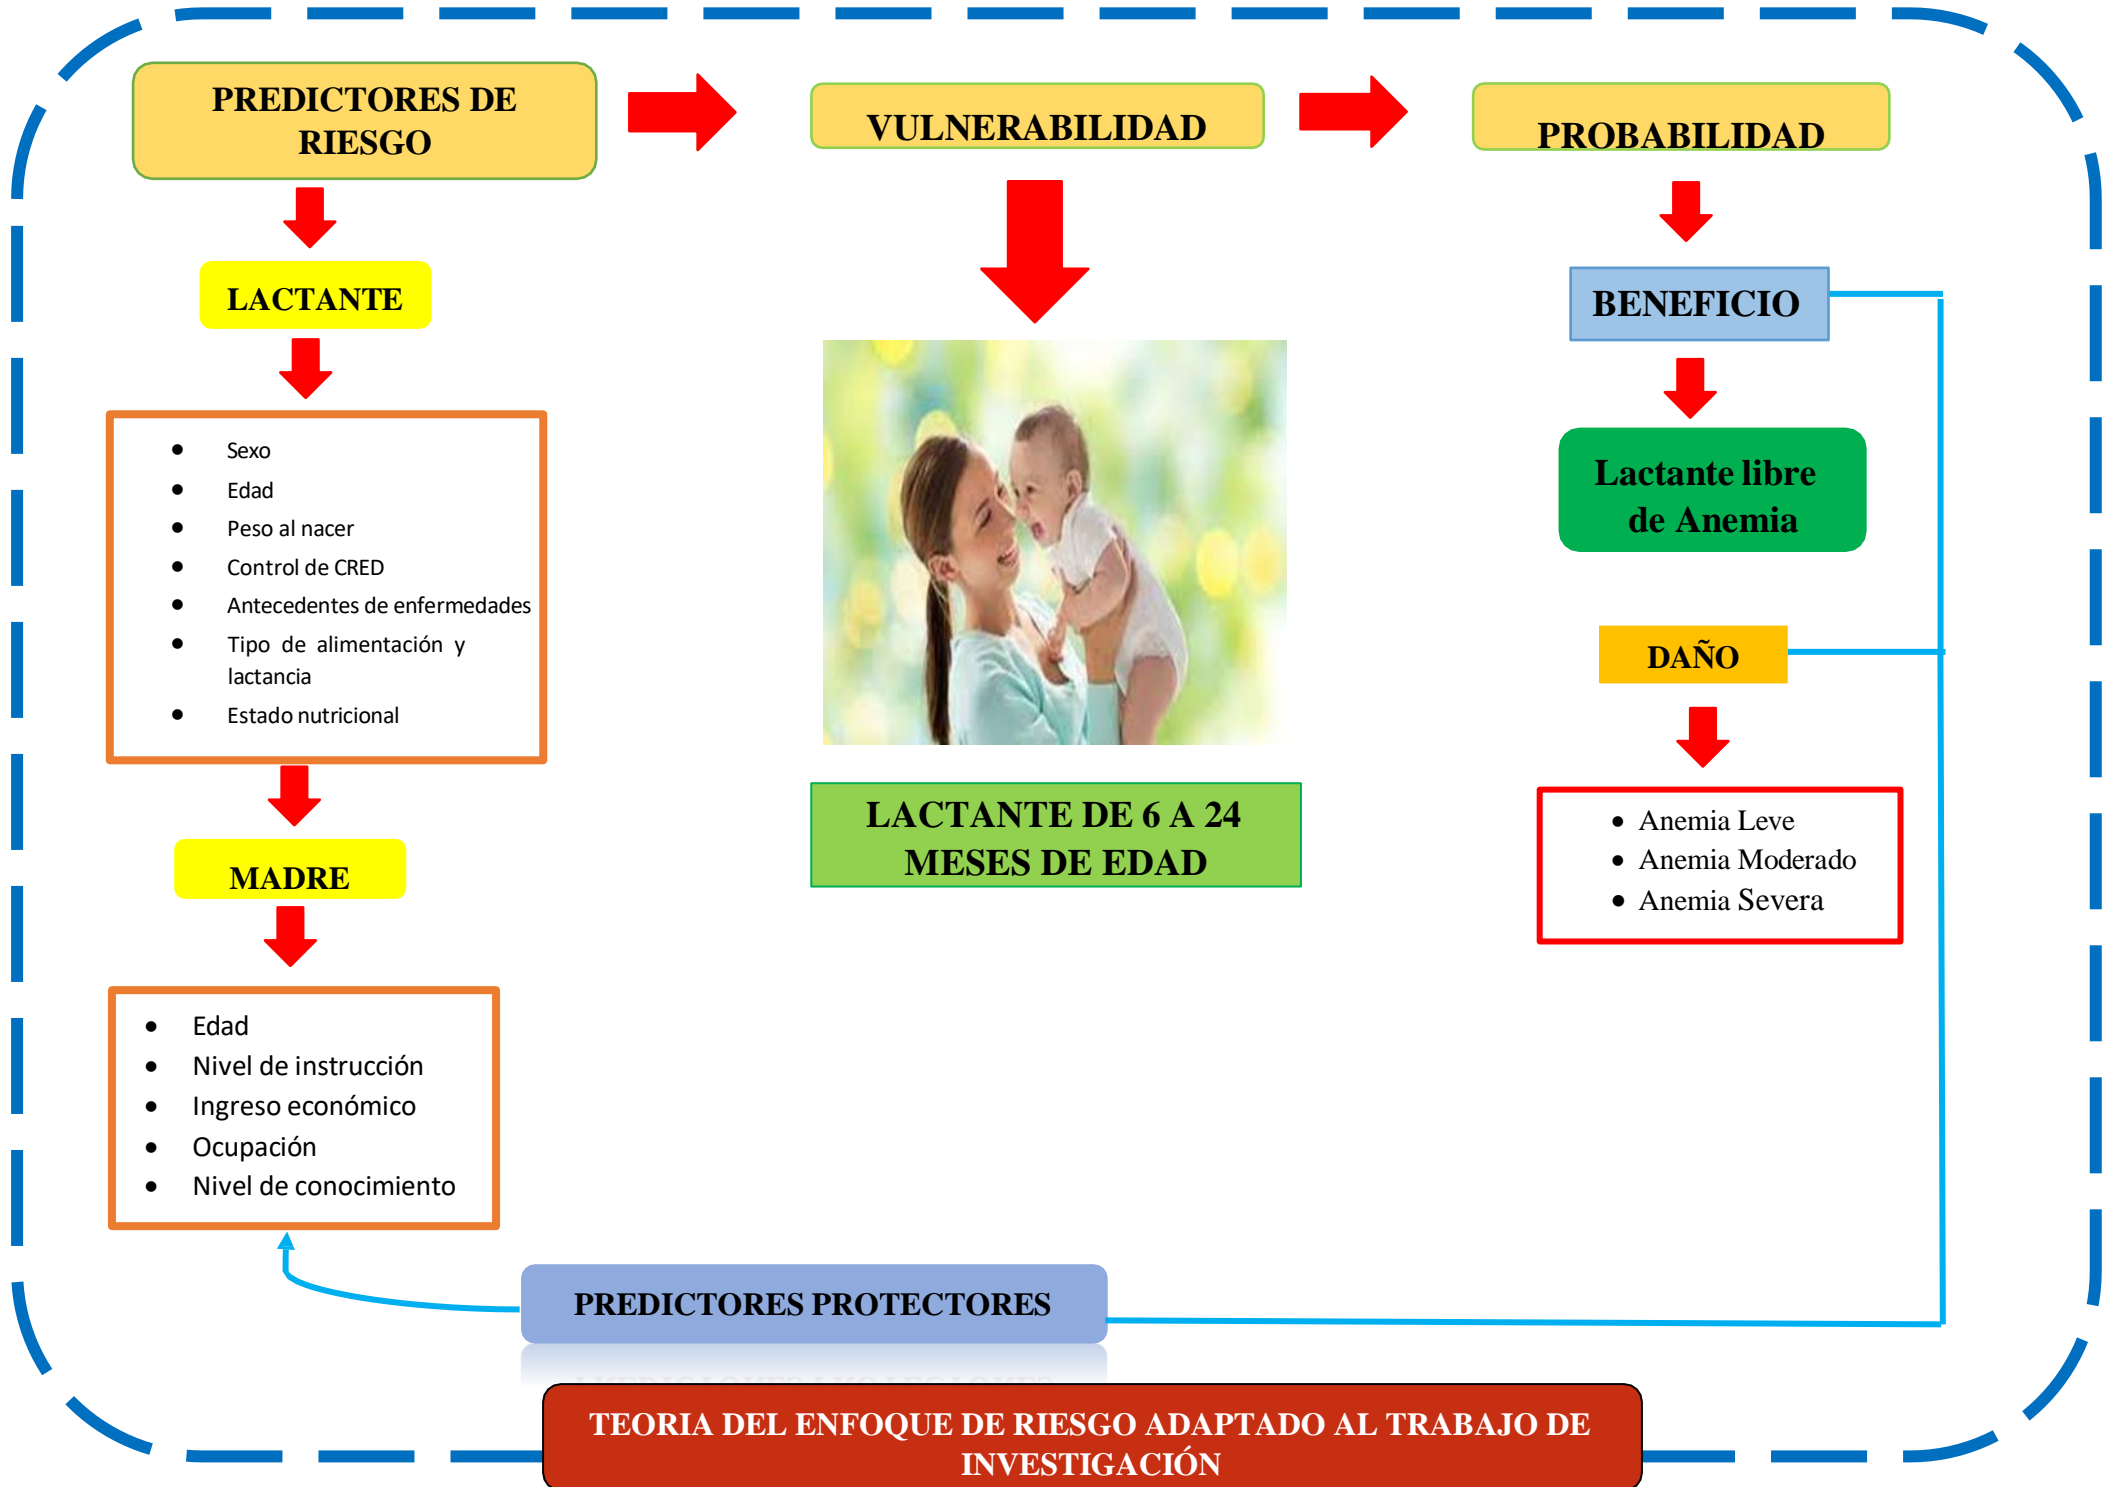 PREDICTORES DE
RIESGO
VULNERABILIDAD
PROBABILIDAD
LACTANTE
• Sexo
• Edad
• Peso al nacer
• Control de CRED
• Antecedentes de enfermedades
• Tipo de alimentación y
lactancia
• Estado nutricional
MADRE
• Edad
• Nivel de instrucción
• Ingreso económico
• Ocupación
• Nivel de conocimiento
LACTANTE DE 6 A 24
MESES DE EDAD
BENEFICIO
Lactante libre
de Anemia
DAÑO
• Anemia Leve
• Anemia Moderado
• Anemia Severa
PREDICTORES PROTECTORES
TEORIA DEL ENFOQUE DE RIESGO ADAPTADO AL TRABAJO DE
INVESTIGACIÓN